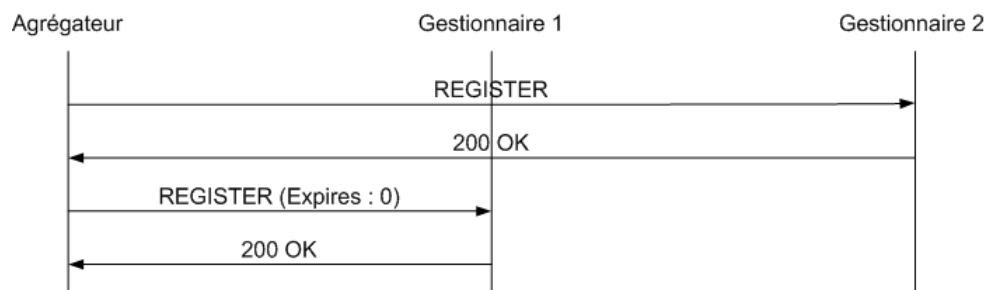 Agrégateur
Gestionnaire 1
Gestionnaire 2
REGISTER
200 OK
REGISTER (Expires : 0)
200 OK